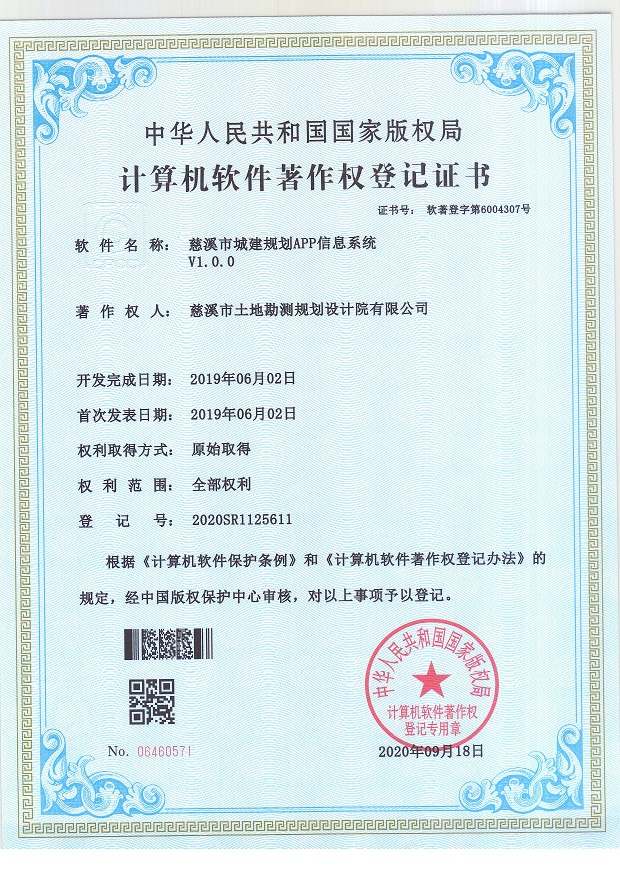 中华人民共和国国家版权局
计算机软件著作权登记证书
证书号： 软著登字第6004307号
软 件 名 称： 慈溪市城建规划APP信息系统
V1.0.0
著 作 权 人： 慈溪市土地勘测规划设计院有限公司
开发完成日期： 2019年06月02日
首次发表日期： 2019年06月02日
权利取得方式： 原始取得
权 利 范 围： 全部权利
登 记 号： 2020SR1125611
根据《计算机软件保护条例》和《计算机软件著作权登记办法》的
规定，经中国版权保护中心审核，对以上事项予以登记。
中华人民共和国国家版权局
计算机软件著作权
登记专用章
No. 06460571
2020年09月18日